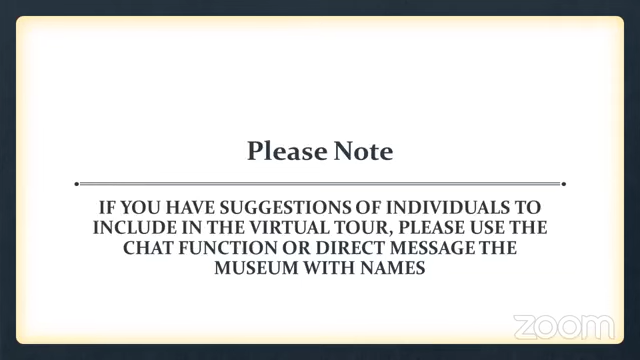 Please Note
IF YOU HAVE SUGGESTIONS OF INDIVIDUALS TO
INCLUDE IN THE VIRTUAL TOUR, PLEASE USE THE
CHAT FUNCTION OR DIRECT MESSAGE THE
MUSEUM WITH NAMES
zoom